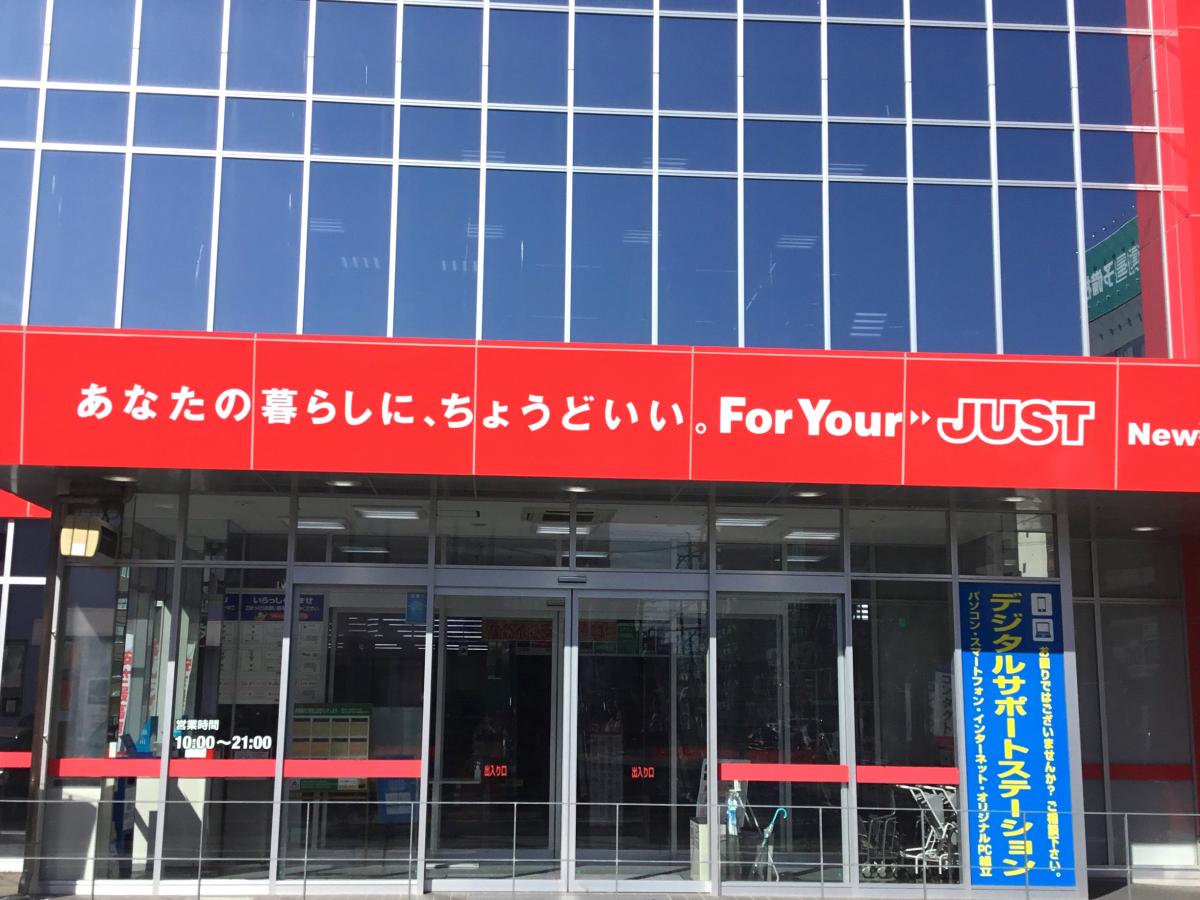 あなたの暮らしに、ちょうどいい。For Your JUST New
いらっしゃいませ
営業時間
10:00～21:00
出入り口
出入り口
お困りではございませんか？ご相談下さい。
デジタルサポートステーション
パソコン・スマートフォン・インターネット・オリジナルPC組立